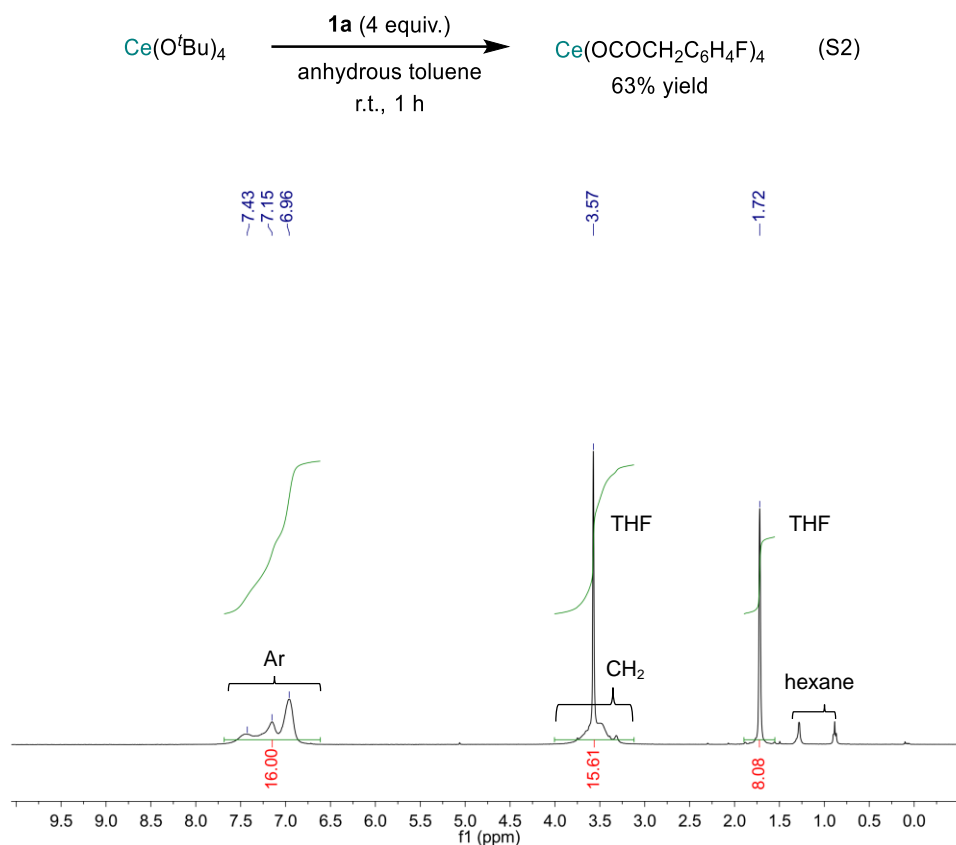 1a (4 equiv.)
Ce(OᵗBu)₄
anhydrous toluene
r.t., 1 h
Ce(OCOCH₂C₆H₄F)₄ (S2)
63% yield
7.43
7.15
6.96
3.57
1.72
THF
THF
Ar
CH₂
hexane
16.00
15.61
8.08
9.5 9.0 8.5 8.0 7.5 7.0 6.5 6.0 5.5 5.0 4.5 4.0 3.5 3.0 2.5 2.0 1.5 1.0 0.5 0.0
f1 (ppm)